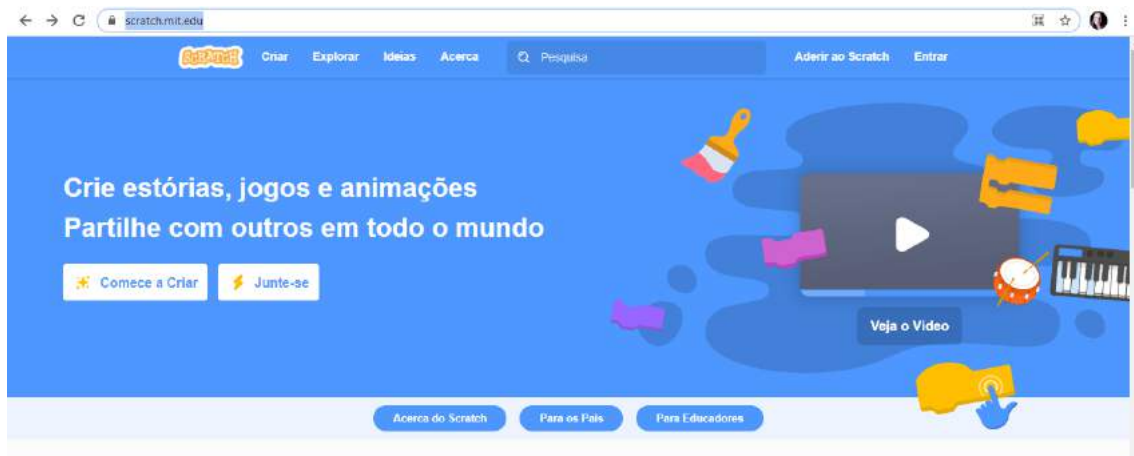 scratch.mit.edu
SCRATCH Criar Explorar Ideias Acerca Pesquisa Aderir ao Scratch Entrar
Crie estórias, jogos e animações
Partilhe com outros em todo o mundo
Comece a Criar Junte-se
Veja o Video
Acerca do Scratch Para os Pais Para Educadores